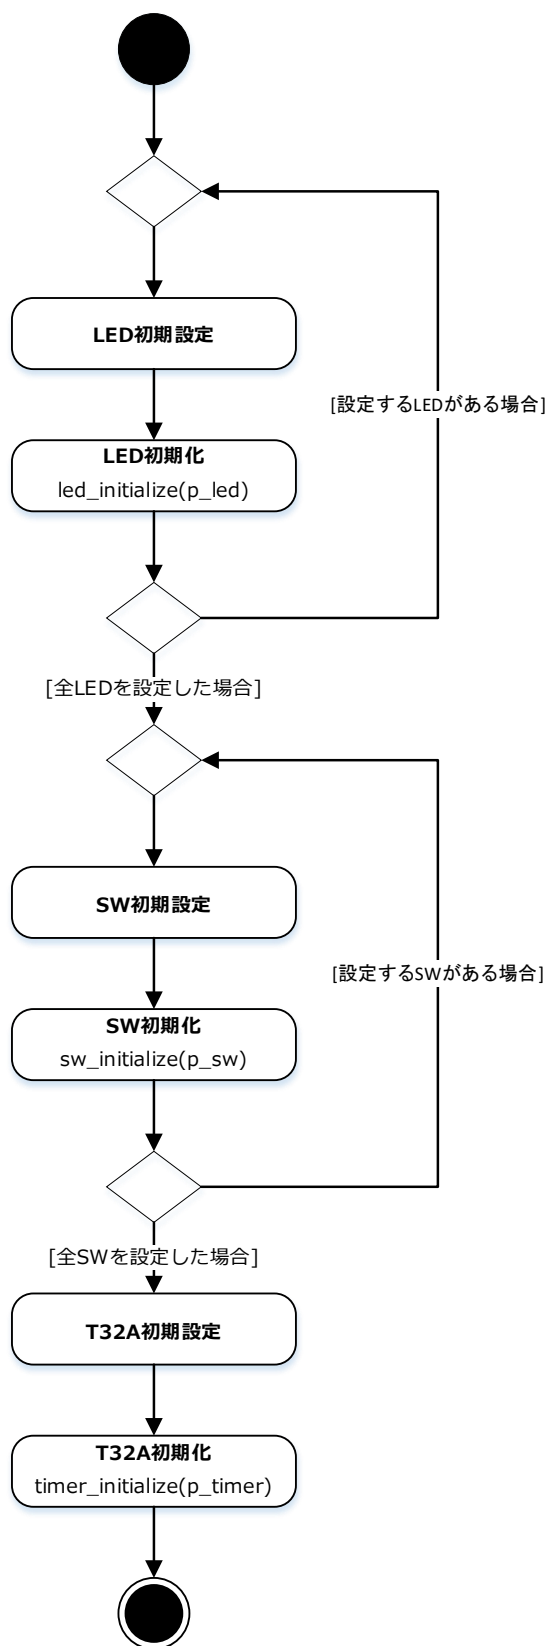 LED初期設定
[設定するLEDがある場合]
LED初期化
led_initialize(p_led)
[全LEDを設定した場合]
SW初期設定
[設定するSWがある場合]
SW初期化
sw_initialize(p_sw)
[全SWを設定した場合]
T32A初期設定
T32A初期化
timer_initialize(p_timer)